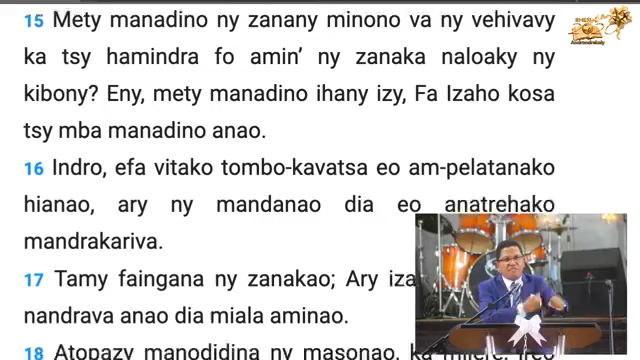 15 Mety manadino ny zanany minono va ny vehivavy
ka tsy hamindra fo amin’ ny zanaka naloaky ny
kibony? Eny, mety manadino ihany izy, Fa Izaho kosa
tsy mba manadino anao.
16 Indro, efa vitako tombo-kavatsa eo am-pelatanako
hianao, ary ny mandanao dia eo anatrehako
mandrakariva.
17 Tamy faingana ny zanakao; Ary iza
nandrava anao dia miala aminao.
18 Atopazy manodidina ny masonao, ka